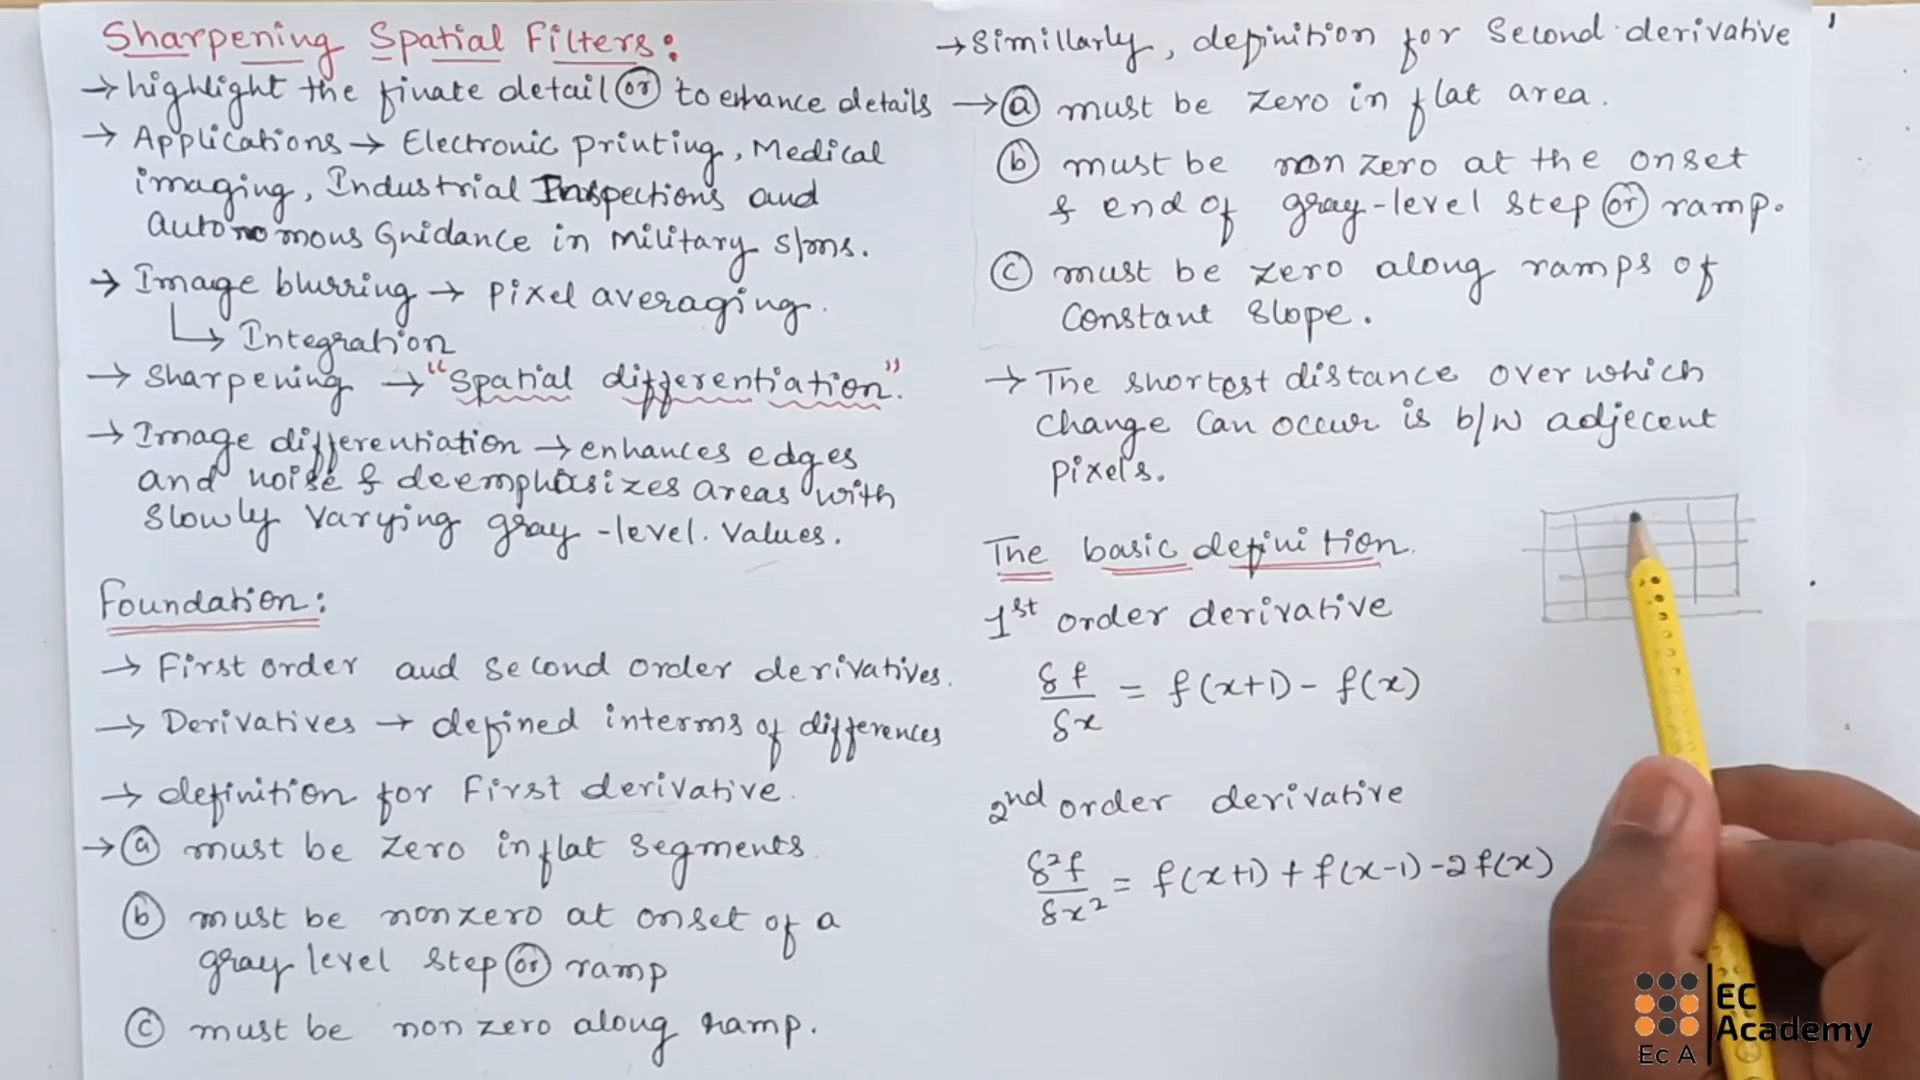 Sharpening Spatial Filters:
→ highlight the finate detail (or) to enhance details
→ Applications → Electronic printing, Medical
imaging, Industrial Inspections and
Autonomous Guidance in military s/ms.
→ Image blurring → pixel averaging.
↳ Integration
→ Sharpening → "Spatial differentiation".
→ Image differentiation → enhances edges
and noise & deemphasizes areas with
slowly varying gray-level. Values.
Foundation:
→ First order and second order derivatives.
→ Derivatives → defined interms of differences
→ definition for First derivative.
→ (a) must be zero in flat segments.
(b) must be nonzero at onset of a
gray level step (or) ramp
(c) must be non zero along ramp.
→ Simillarly, definition for Second derivative
→ (a) must be zero in flat area.
(b) must be non zero at the onset
& end of gray-level step (or) ramp.
(c) must be zero along ramps of
Constant slope.
→ The shortest distance over which
change can occur is b/w adjecent
pixels.
The basic definition.
1st order derivative
δf/δx = f(x+1) - f(x)
2nd order derivative
δ²f/δx² = f(x+1) + f(x-1) - 2f(x)
EC
Academy
Ec A